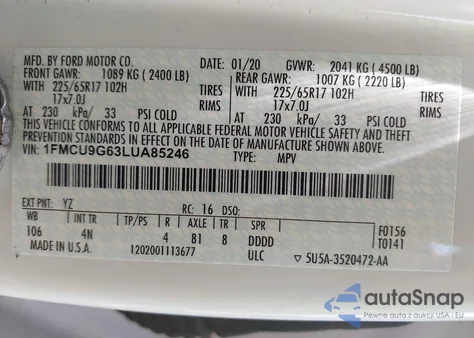 MFD. BY FORD MOTOR CO.
DATE: 01/20 GVWR: 2041 KG (4500 LB)
FRONT GAWR: 1089 KG (2400 LB) REAR GAWR: 1007 KG (2220 LB)
WITH 225/65R17 102H TIRES WITH 225/65R17 102H TIRES
17x7.0J RIMS 17x7.0J RIMS
AT 230 kPa/ 33 PSI COLD AT 230 kPa/ 33 PSI COLD
THIS VEHICLE CONFORMS TO ALL APPLICABLE FEDERAL MOTOR VEHICLE SAFETY AND THEFT
PREVENTION STANDARDS IN EFFECT ON THE DATE OF MANUFACTURE SHOWN ABOVE.
VIN: 1FMCU9G63LUA85246 TYPE: MPV
EXT PNT: YZ RC: 16 DSO:
WB INT TR TP/PS R AXLE TR SPR F0156
106 4N 4 81 8 DDDD T0141
MADE IN U.S.A. 1202001113677 ULC ▽ 5U5A-3520472-AA
autoSnap
Pewne auta z USA i EU